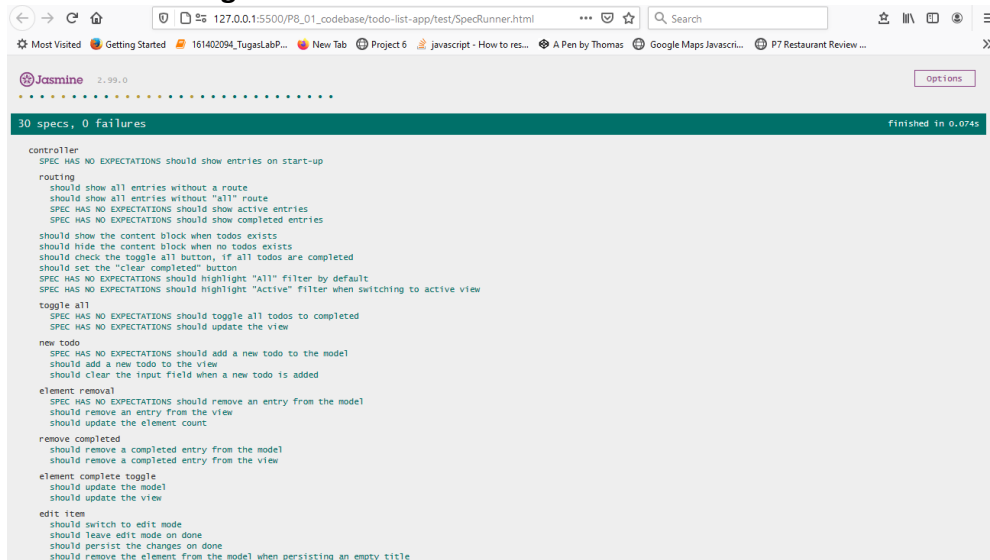 127.0.0.1:5500/P8_01_codebase/todo-list-app/test/SpecRunner.html
Search
Most Visited
Getting Started
161402094_TugasLabP...
New Tab
Project 6
javascript - How to res...
A Pen by Thomas
Google Maps Javascri...
P7 Restaurant Review ...
Jasmine 2.99.0
Options
30 specs, 0 failures
finished in 0.074s
controller
SPEC HAS NO EXPECTATIONS should show entries on start-up
routing
should show all entries without a route
should show all entries without "all" route
SPEC HAS NO EXPECTATIONS should show active entries
SPEC HAS NO EXPECTATIONS should show completed entries
should show the content block when todos exists
should hide the content block when no todos exists
should check the toggle all button, if all todos are completed
should set the "clear completed" button
SPEC HAS NO EXPECTATIONS should highlight "All" filter by default
SPEC HAS NO EXPECTATIONS should highlight "Active" filter when switching to active view
toggle all
SPEC HAS NO EXPECTATIONS should toggle all todos to completed
SPEC HAS NO EXPECTATIONS should update the view
new todo
SPEC HAS NO EXPECTATIONS should add a new todo to the model
should add a new todo to the view
should clear the input field when a new todo is added
element removal
SPEC HAS NO EXPECTATIONS should remove an entry from the model
should remove an entry from the view
should update the element count
remove completed
should remove a completed entry from the model
should remove a completed entry from the view
element complete toggle
should update the model
should update the view
edit item
should switch to edit mode
should leave edit mode on done
should persist the changes on done
should remove the element from the model when persisting an empty title